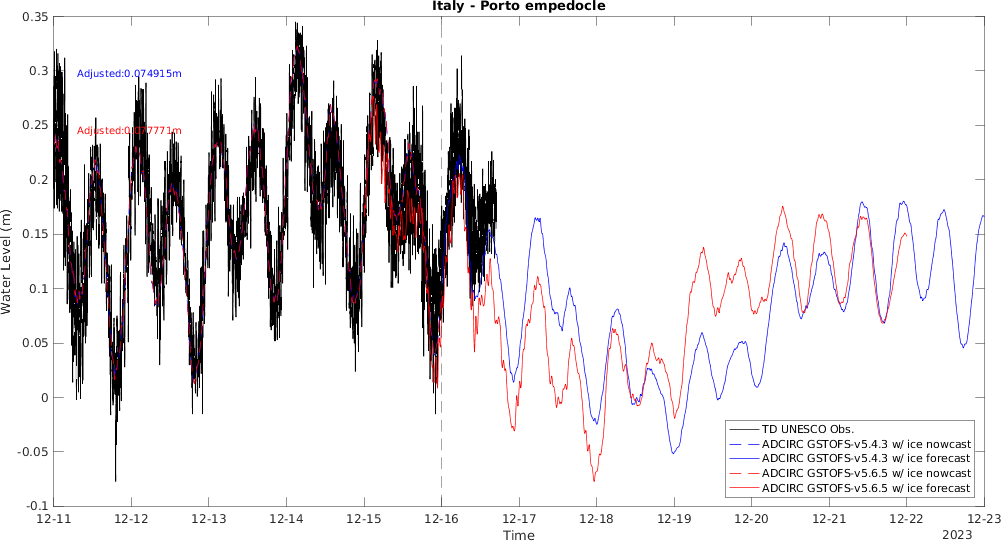 Italy - Porto empedocle
0.35
0.3
0.25
0.2
0.15
0.1
0.05
0
-0.05
-0.1
Water Level (m)
Adjusted:0.074915m
TD UNESCO Obs.
ADCIRC GSTOFS-v5.4.3 w/ ice nowcast
ADCIRC GSTOFS-v5.4.3 w/ ice forecast
ADCIRC GSTOFS-v5.6.5 w/ ice nowcast
ADCIRC GSTOFS-v5.6.5 w/ ice forecast
12-11
12-12
12-13
12-14
12-15
12-16
12-17
12-18
12-19
12-20
12-21
12-22
12-23
Time
2023